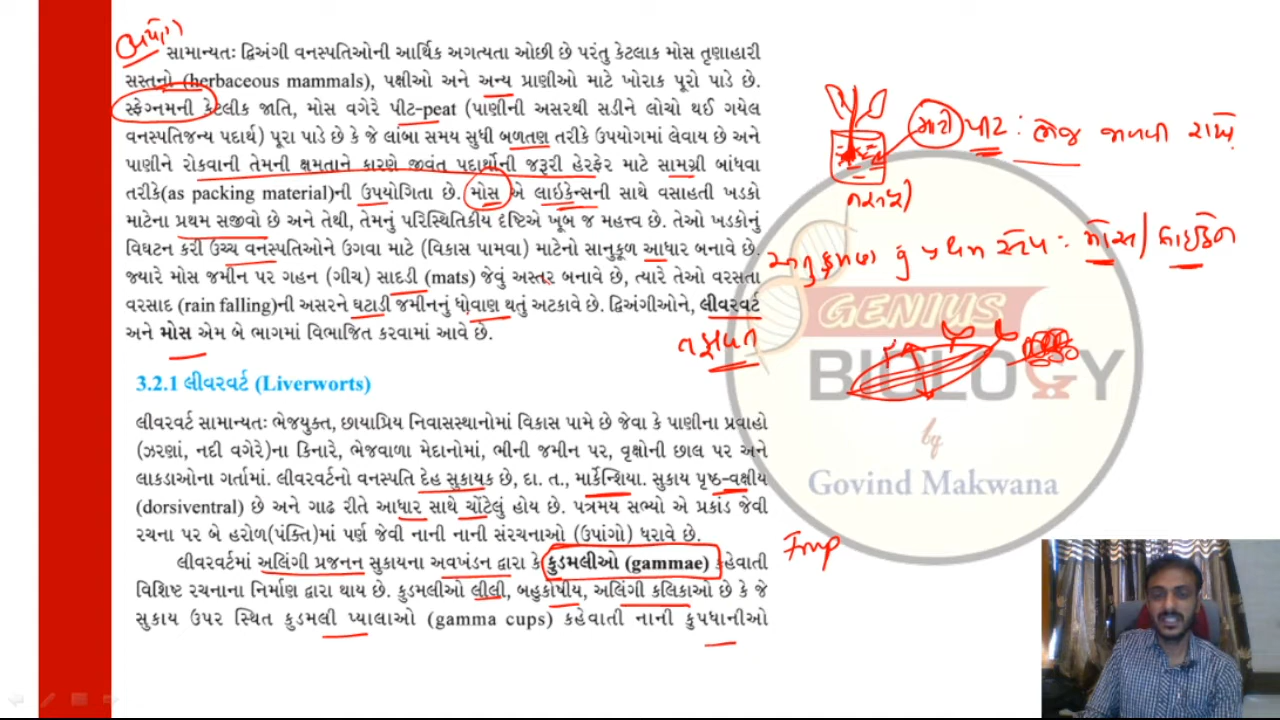 સામાન્યતઃ દ્વિઅંગી વનસ્પતિઓની આર્થિક અગત્યતા ઓછી છે પરંતુ કેટલાક મોસ તૃણાહારી
સસ્તનો (herbaceous mammals), પક્ષીઓ અને અન્ય પ્રાણીઓ માટે ખોરાક પૂરો પાડે છે.
સ્ફેગ્નમની કેટલીક જાતિ, મોસ વગેરે પીટ-peat (પાણીની અસરથી સડીને લોચો થઈ ગયેલ
વનસ્પતિજન્ય પદાર્થ) પૂરા પાડે છે કે જે લાંબા સમય સુધી બળતણ તરીકે ઉપયોગમાં લેવાય છે અને
પાણીને રોકવાની તેમની ક્ષમતાને કારણે જીવંત પદાર્થોની જરૂરી હેરફેર માટે સામગ્રી બાંધવા
તરીકે(as packing material)ની ઉપયોગિતા છે. મોસ એ લાઇકેન્સની સાથે વસાહતી ખડકો
માટેના પ્રથમ સજીવો છે અને તેથી, તેમનું પરિસ્થિતિકીય દૃષ્ટિએ ખૂબ જ મહત્ત્વ છે. તેઓ ખડકોનું
વિઘટન કરી ઉચ્ચ વનસ્પતિઓને ઉગવા માટે (વિકાસ પામવા) માટેનો સાનુકૂળ આધાર બનાવે છે.
જ્યારે મોસ જમીન પર ગહન (ગીચ) સાદડી (mats) જેવું અસ્તર બનાવે છે, ત્યારે તેઓ વરસતા
વરસાદ (rain falling)ની અસરને ઘટાડી જમીનનું ધોવાણ થતું અટકાવે છે. દ્વિઅંગીઓને, લીવરવર્ટ
અને મોસ એમ બે ભાગમાં વિભાજિત કરવામાં આવે છે.
માટી પીટ : ભેજ જાળવી રાખે
અનુક્રમણ નું પ્રથમ સ્ટેપ : મોસ / લાઇકેન
GENIUS
BIOLOGY
by
Govind Makwana
3.2.1 લીવરવર્ટ (Liverworts)
લીવરવર્ટ સામાન્યતઃ ભેજયુક્ત, છાયાપ્રિય નિવાસસ્થાનોમાં વિકાસ પામે છે જેવા કે પાણીના પ્રવાહો
(ઝરણાં, નદી વગેરે)ના કિનારે, ભેજવાળા મેદાનોમાં, ભીની જમીન પર, વૃક્ષોની છાલ પર અને
લાકડાઓના ગર્તામાં. લીવરવર્ટનો વનસ્પતિ દેહ સુકાયક છે, દા. ત., માર્કેન્શિયા. સુકાય પૃષ્ઠ-વક્ષીય
(dorsiventral) છે અને ગાઢ રીતે આધાર સાથે ચોંટેલું હોય છે. પત્રમય સભ્યો એ પ્રકાંડ જેવી
રચના પર બે હરોળ(પંક્તિ)માં પર્ણ જેવી નાની નાની સંરચનાઓ (ઉપાંગો) ધરાવે છે.
Imp
લીવરવર્ટમાં અલિંગી પ્રજનન સુકાયના અવખંડન દ્વારા કે કુડમલીઓ (gammae) કહેવાતી
વિશિષ્ટ રચનાના નિર્માણ દ્વારા થાય છે. કુડમલીઓ લીલી, બહુકોષીય, અલિંગી કલિકાઓ છે કે જે
સુકાય ઉપર સ્થિત કુડમલી પ્યાલાઓ (gamma cups) કહેવાતી નાની કુપધાનીઓ